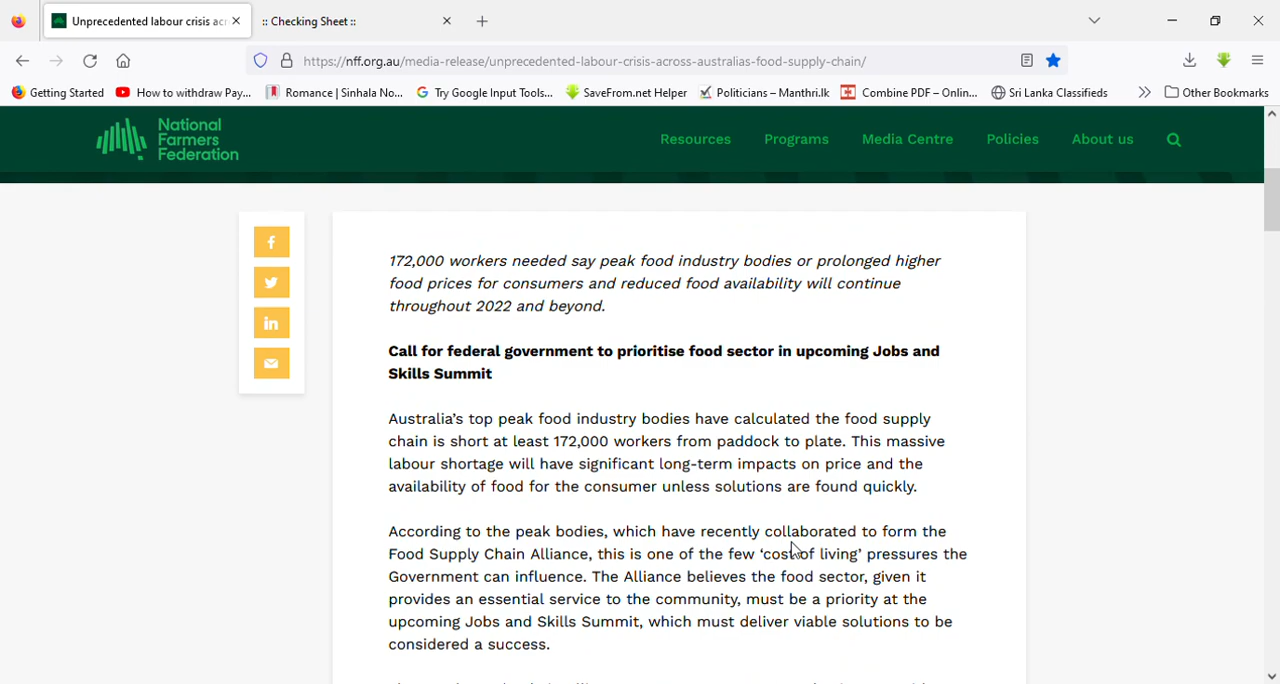 Unprecedented labour crisis acr
:: Checking Sheet ::
https://nff.org.au/media-release/unprecedented-labour-crisis-across-australias-food-supply-chain/
Getting Started
How to withdraw Pay...
Romance | Sinhala No...
Try Google Input Tools...
SaveFrom.net Helper
Politicians – Manthri.lk
Combine PDF – Onlin...
Sri Lanka Classifieds
Other Bookmarks
National
Farmers
Federation
Resources
Programs
Media Centre
Policies
About us
172,000 workers needed say peak food industry bodies or prolonged higher
food prices for consumers and reduced food availability will continue
throughout 2022 and beyond.
Call for federal government to prioritise food sector in upcoming Jobs and
Skills Summit
Australia’s top peak food industry bodies have calculated the food supply
chain is short at least 172,000 workers from paddock to plate. This massive
labour shortage will have significant long-term impacts on price and the
availability of food for the consumer unless solutions are found quickly.
According to the peak bodies, which have recently collaborated to form the
Food Supply Chain Alliance, this is one of the few ‘cost of living’ pressures the
Government can influence. The Alliance believes the food sector, given it
provides an essential service to the community, must be a priority at the
upcoming Jobs and Skills Summit, which must deliver viable solutions to be
considered a success.